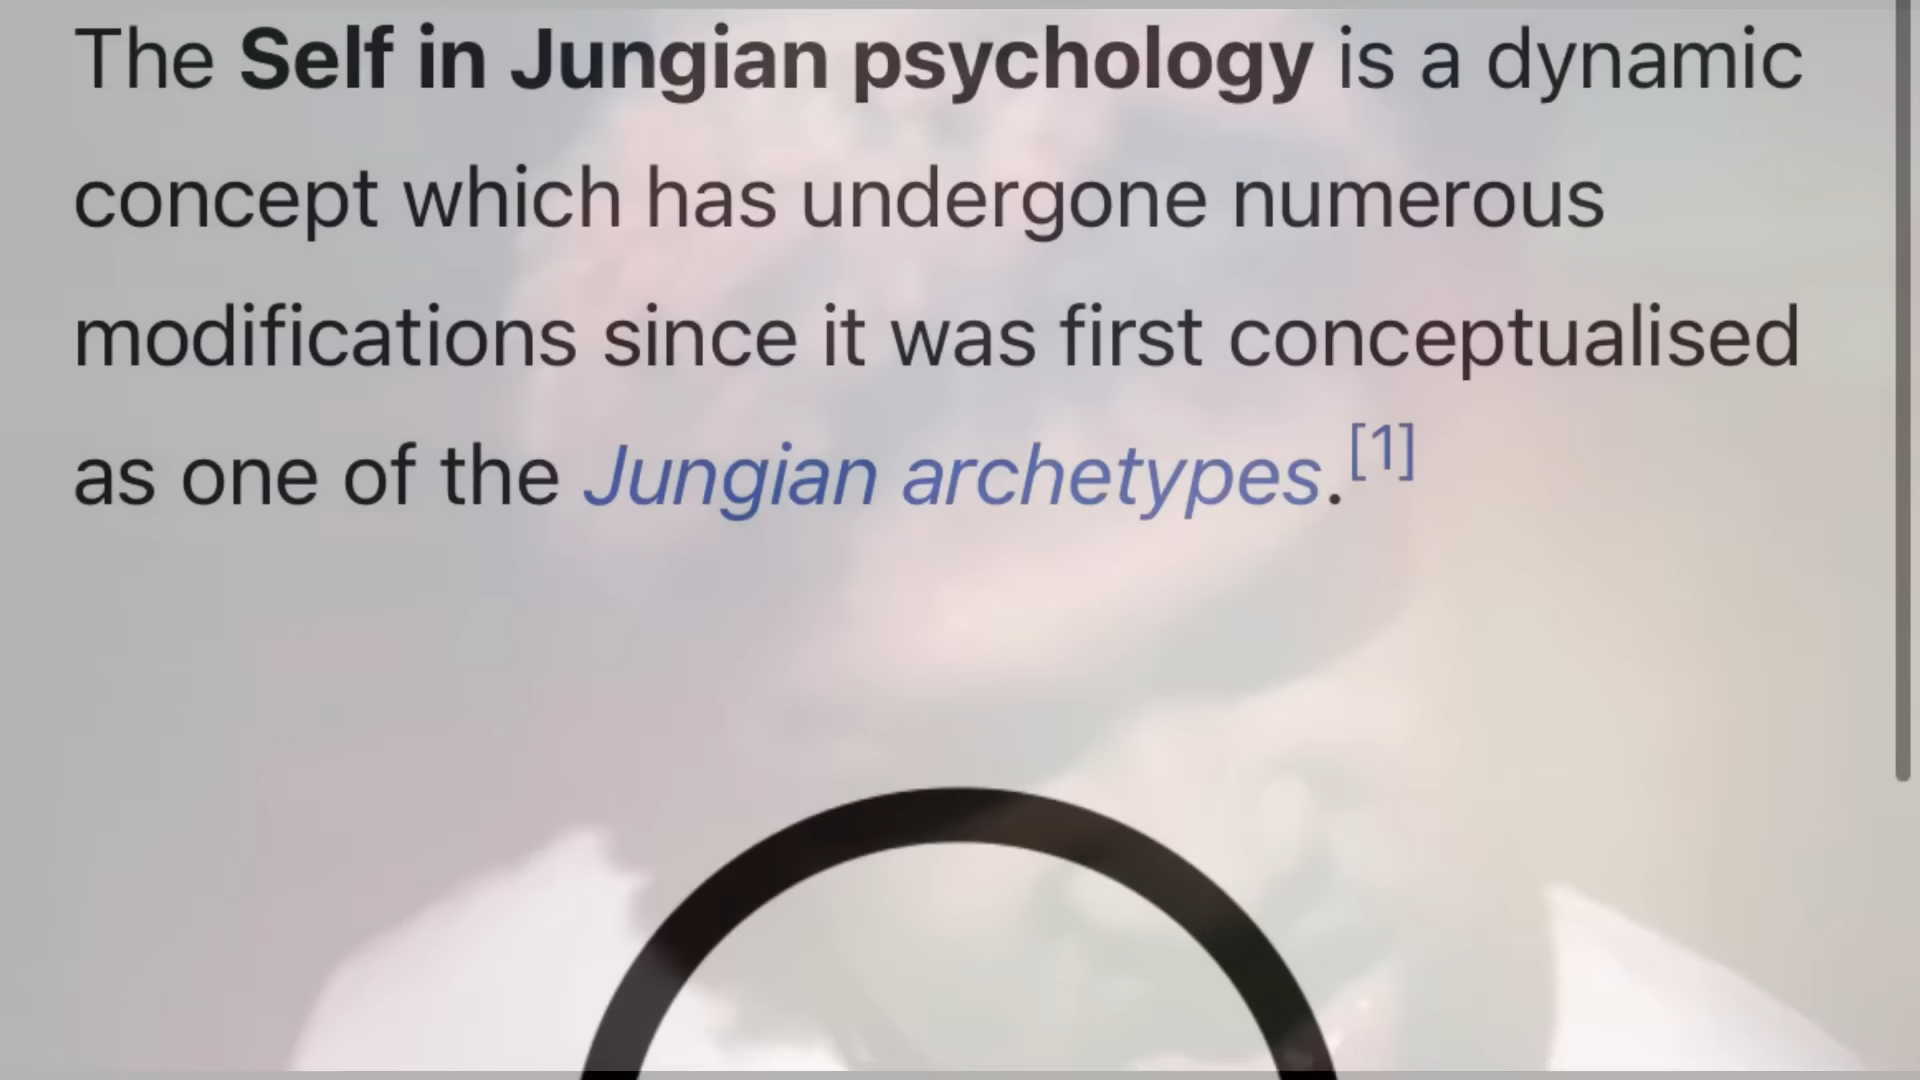 The Self in Jungian psychology is a dynamic
concept which has undergone numerous
modifications since it was first conceptualised
as one of the Jungian archetypes.[1]